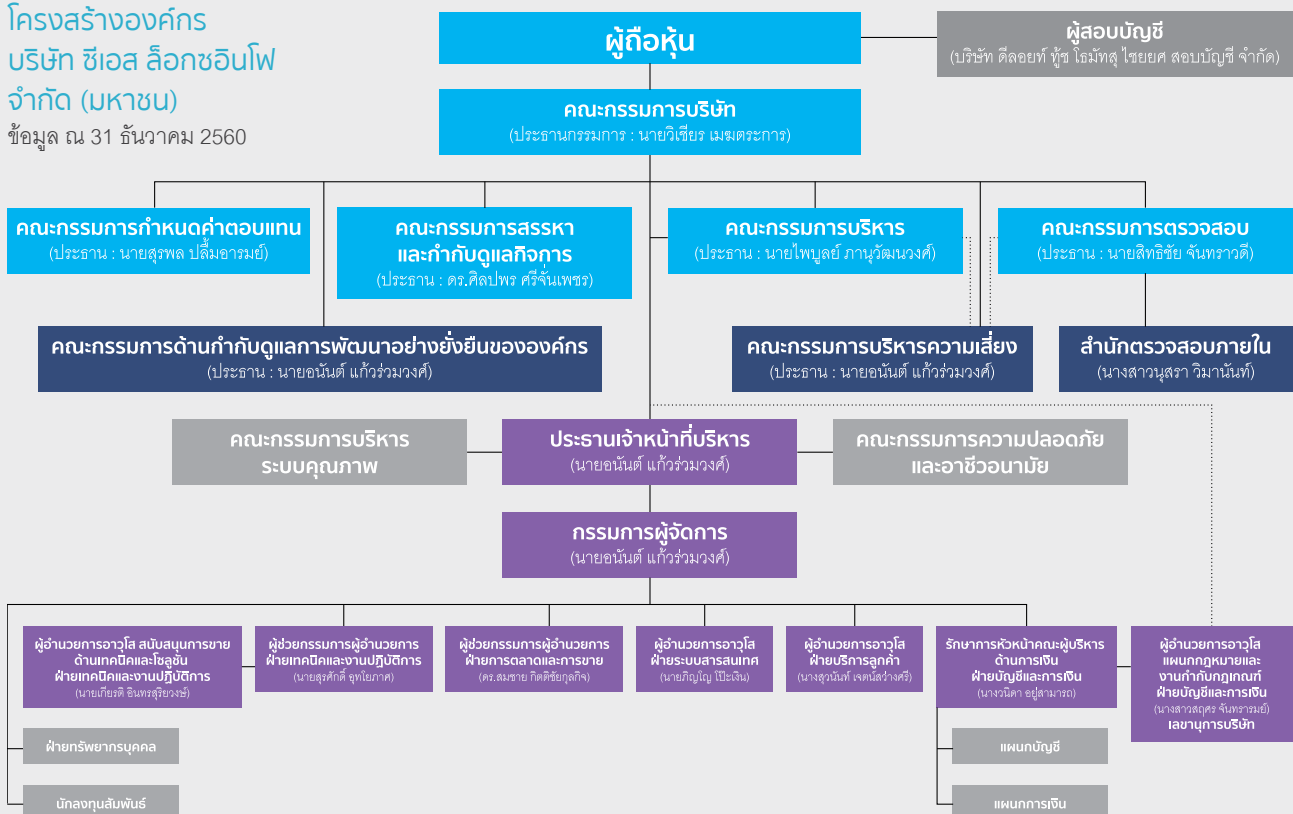 โครงสร้างองค์กร
บริษัท ซีเอส ล็อกซอินโฟ
จำกัด (มหาชน)
ข้อมูล ณ 31 ธันวาคม 2560
ผู้ถือหุ้น
ผู้สอบบัญชี
(บริษัท ดีลอยท์ ทู้ช โธมัทสุ ไชยยศ สอบบัญชี จำกัด)
คณะกรรมการบริษัท
(ประธานกรรมการ : นายวิเชียร เมฆตระการ)
คณะกรรมการกำหนดค่าตอบแทน
(ประธาน : นายสุรพล ปลื้มอารมย์)
คณะกรรมการสรรหา
และกำกับดูแลกิจการ
(ประธาน : ดร.ศิลปพร ศรีจั่นเพชร)
คณะกรรมการบริหาร
(ประธาน : นายไพบูลย์ ภานุวัฒนวงศ์)
คณะกรรมการตรวจสอบ
(ประธาน : นายสิทธิชัย จันทราวดี)
คณะกรรมการด้านกำกับดูแลการพัฒนาอย่างยั่งยืนขององค์กร
(ประธาน : นายอนันต์ แก้วร่วมวงศ์)
คณะกรรมการบริหารความเสี่ยง
(ประธาน : นายอนันต์ แก้วร่วมวงศ์)
สำนักตรวจสอบภายใน
(นางสาวนุสรา วิมานันท์)
คณะกรรมการบริหาร
ระบบคุณภาพ
ประธานเจ้าหน้าที่บริหาร
(นายอนันต์ แก้วร่วมวงศ์)
คณะกรรมการความปลอดภัย
และอาชีวอนามัย
กรรมการผู้จัดการ
(นายอนันต์ แก้วร่วมวงศ์)
ผู้อำนวยการอาวุโส สนับสนุนการขาย
ด้านเทคนิคและโซลูชัน
ฝ่ายเทคนิคและงานปฏิบัติการ
(นายเกียรติ อินทรสุริยวงษ์)
ผู้ช่วยกรรมการผู้อำนวยการ
ฝ่ายเทคนิคและงานปฏิบัติการ
(นายสุรศักดิ์ อุทโยภาศ)
ผู้ช่วยกรรมการผู้อำนวยการ
ฝ่ายการตลาดและการขาย
(ดร.สมชาย กิตติชัยกุลกิจ)
ผู้อำนวยการอาวุโส
ฝ่ายระบบสารสนเทศ
(นายภิญโญ โป๊ะเงิน)
ผู้อำนวยการอาวุโส
ฝ่ายบริการลูกค้า
(นางสุวนันท์ เจตน์สว่างศรี)
รักษาการหัวหน้าคณะผู้บริหาร
ด้านการเงิน
ฝ่ายบัญชีและการเงิน
(นางวนิดา อยู่สามารถ)
ผู้อำนวยการอาวุโส
แผนกกฎหมายและ
งานกำกับกฎเกณฑ์
ฝ่ายบัญชีและการเงิน
(นางสาวสฤศร จันทรารมย์)
เลขานุการบริษัท
ฝ่ายทรัพยากรบุคคล
แผนกบัญชี
นักลงทุนสัมพันธ์
แผนกการเงิน